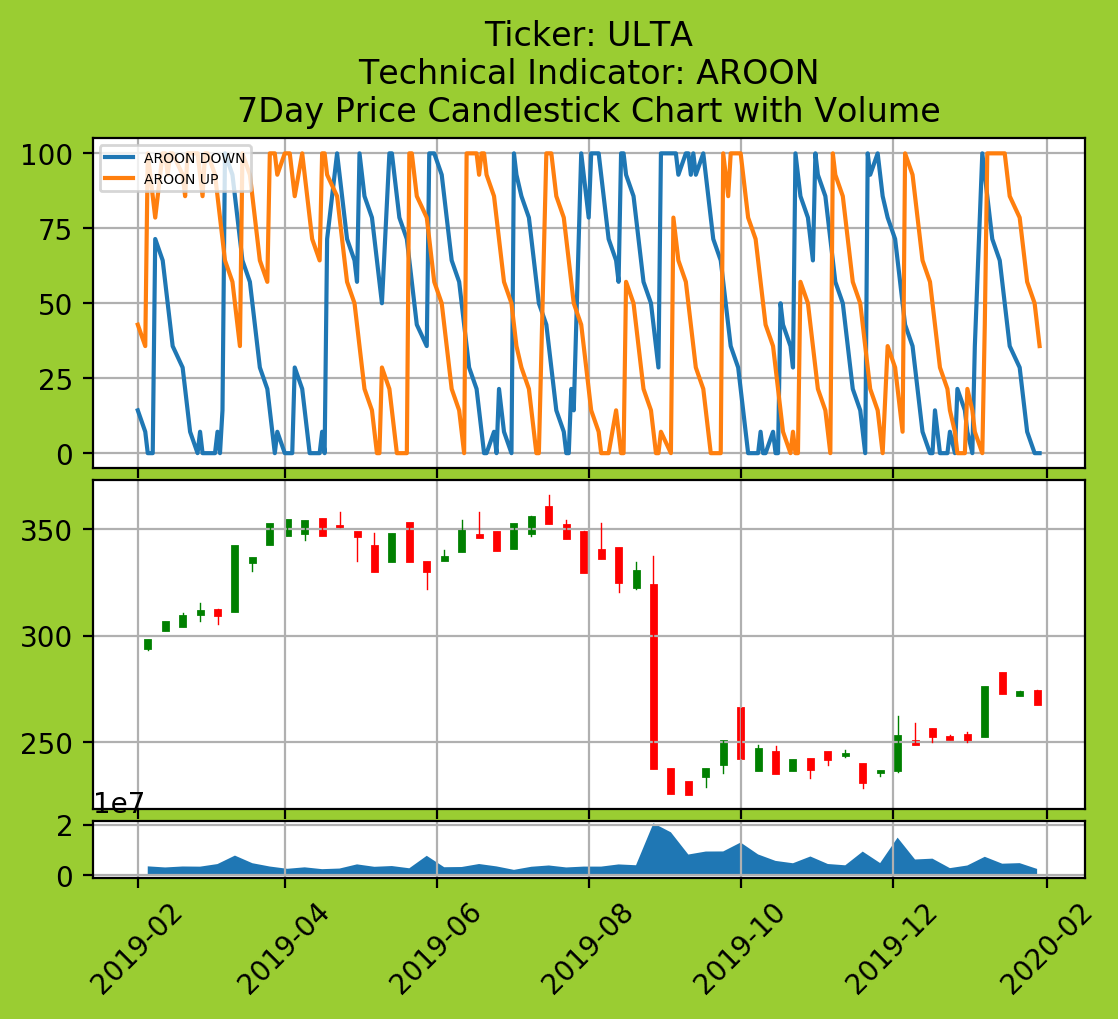 Ticker: ULTA
Technical Indicator: AROON
7Day Price Candlestick Chart with Volume
100
75
50
25
0
AROON DOWN
AROON UP
350
300
250
1e7
2
0
2019-02
2019-04
2019-06
2019-08
2019-10
2019-12
2020-02